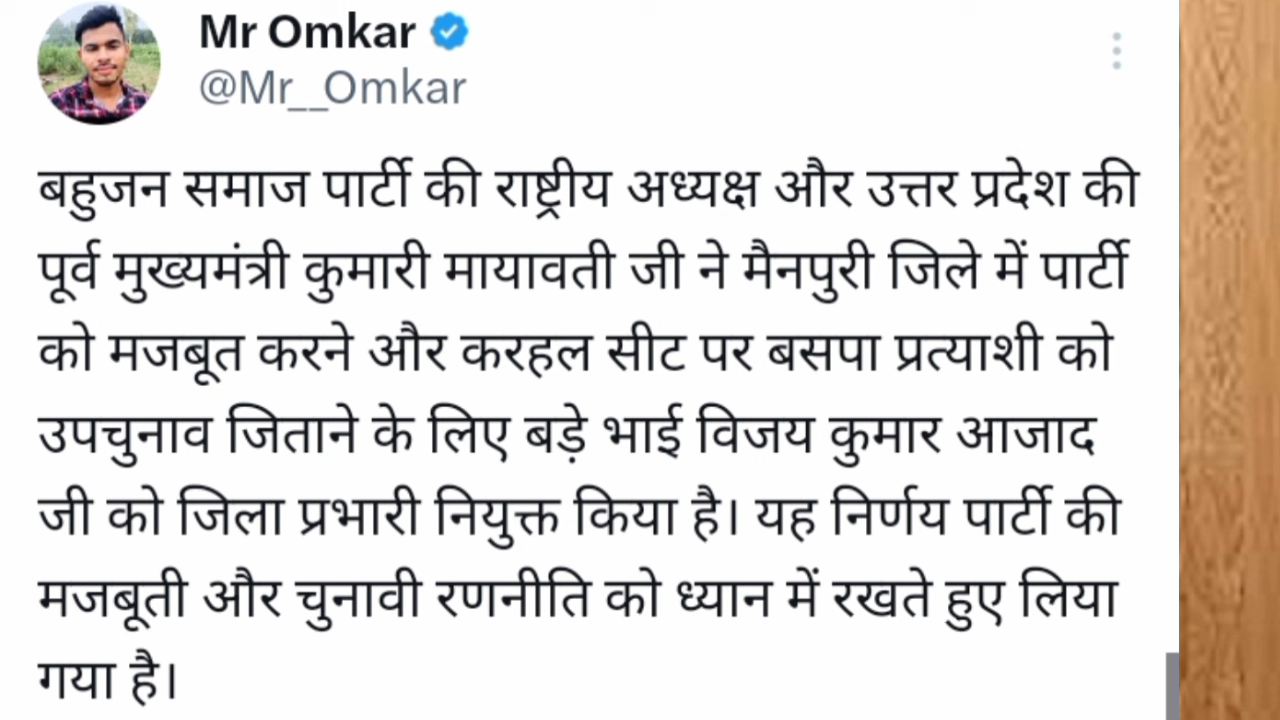 Mr Omkar
@Mr__Omkar
बहुजन समाज पार्टी की राष्ट्रीय अध्यक्ष और उत्तर प्रदेश की
पूर्व मुख्यमंत्री कुमारी मायावती जी ने मैनपुरी जिले में पार्टी
को मजबूत करने और करहल सीट पर बसपा प्रत्याशी को
उपचुनाव जिताने के लिए बड़े भाई विजय कुमार आजाद
जी को जिला प्रभारी नियुक्त किया है। यह निर्णय पार्टी की
मजबूती और चुनावी रणनीति को ध्यान में रखते हुए लिया
गया है।